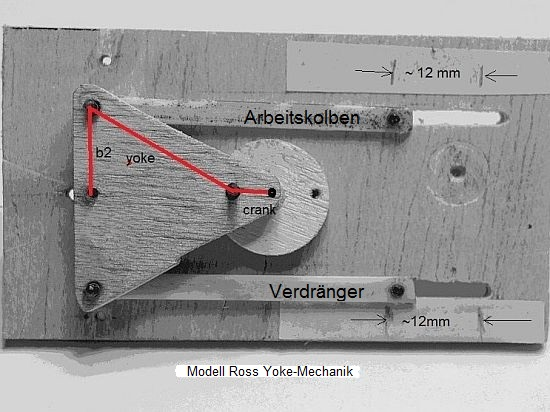 ~ 12 mm
Arbeitskolben
b2
yoke
crank
Verdränger
~12mm
Modell Ross Yoke-Mechanik